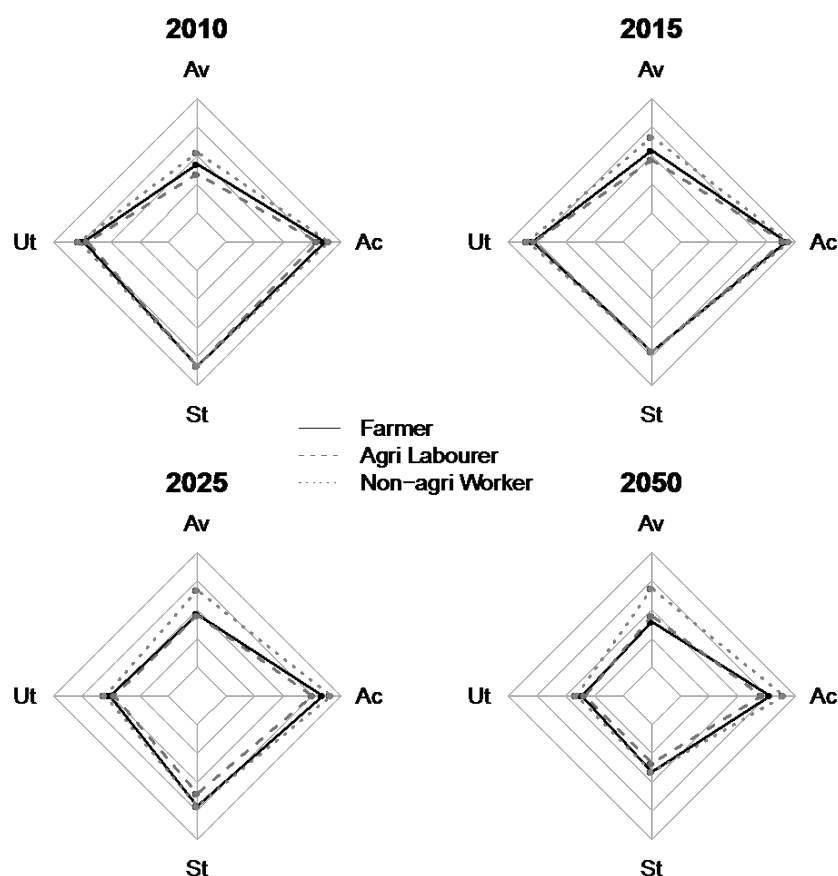 2010
2015
Av
Av
Ut
Ac
Ut
Ac
St
St
Farmer
Agri Labourer
Non-agri Worker
2025
2050
Av
Av
Ut
Ac
Ut
Ac
St
St